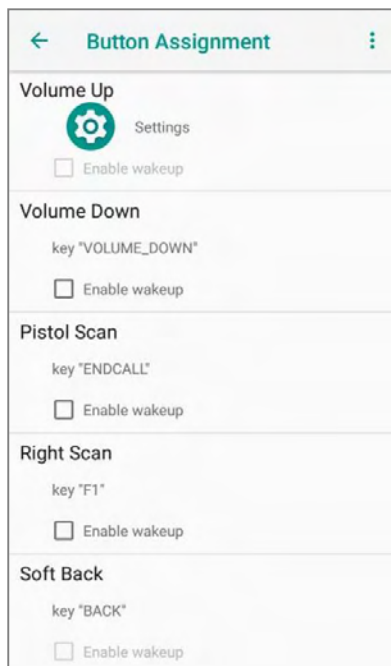 Button Assignment
Volume Up
Settings
Enable wakeup
Volume Down
key "VOLUME_DOWN"
Enable wakeup
Pistol Scan
key "ENDCALL"
Enable wakeup
Right Scan
key "F1"
Enable wakeup
Soft Back
key "BACK"
Enable wakeup